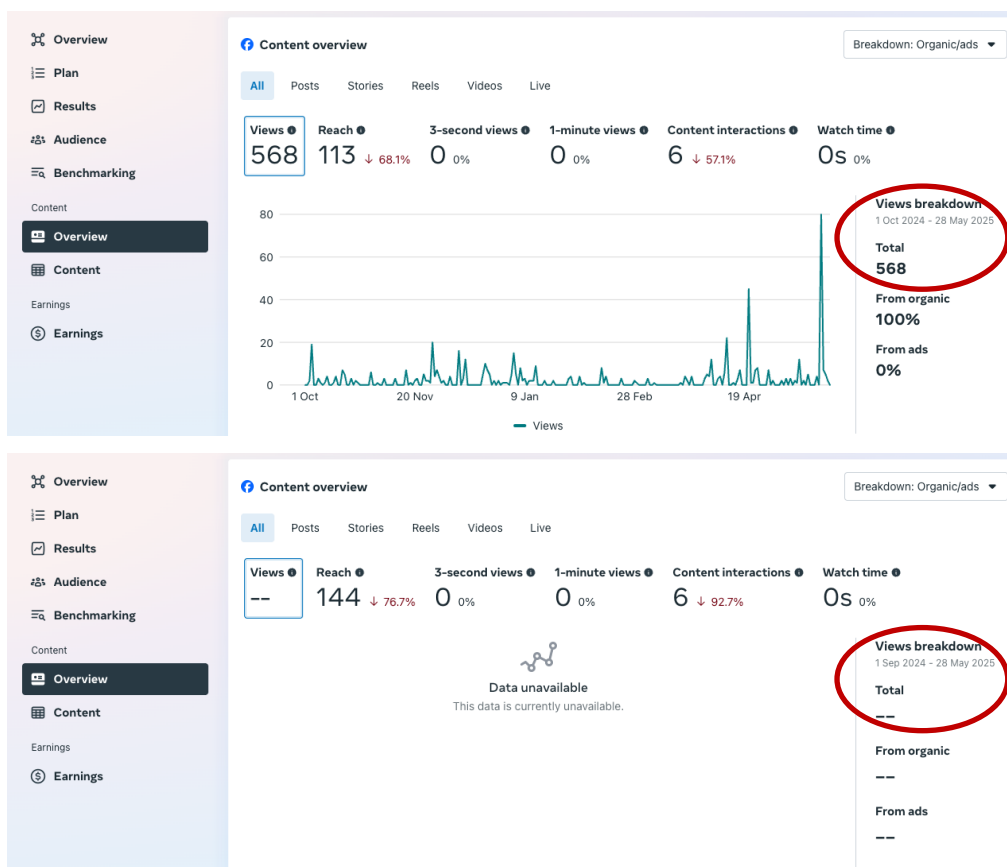 Overview
Plan
Results
Audience
Benchmarking
Content
Overview
Content
Earnings
Earnings
Content overview
Breakdown: Organic/ads
All Posts Stories Reels Videos Live
Views Reach 3-second views 1-minute views Content interactions Watch time
568 113 ↓ 68.1% 0 0% 0 0% 6 ↓ 57.1% 0s 0%
80
60
40
20
0
1 Oct 20 Nov 9 Jan 28 Feb 19 Apr
Views
Views breakdown
1 Oct 2024 - 28 May 2025
Total
568
From organic
100%
From ads
0%
Overview
Plan
Results
Audience
Benchmarking
Content
Overview
Content
Earnings
Earnings
Content overview
Breakdown: Organic/ads
All Posts Stories Reels Videos Live
Views Reach 3-second views 1-minute views Content interactions Watch time
-- 144 ↓ 76.7% 0 0% 0 0% 6 ↓ 92.7% 0s 0%
Data unavailable
This data is currently unavailable.
Views breakdown
1 Sep 2024 - 28 May 2025
Total
--
From organic
--
From ads
--